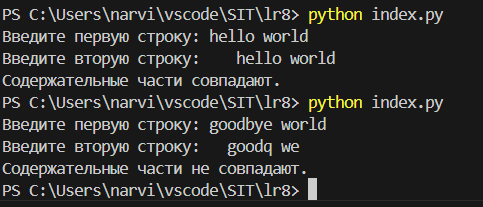 PS C:\Users\narvi\vscode\SIT\lr8> python index.py
Введите первую строку: hello world
Введите вторую строку:    hello world
Содержательные части совпадают.
PS C:\Users\narvi\vscode\SIT\lr8> python index.py
Введите первую строку: goodbye world
Введите вторую строку:   goodq we
Содержательные части не совпадают.
PS C:\Users\narvi\vscode\SIT\lr8>